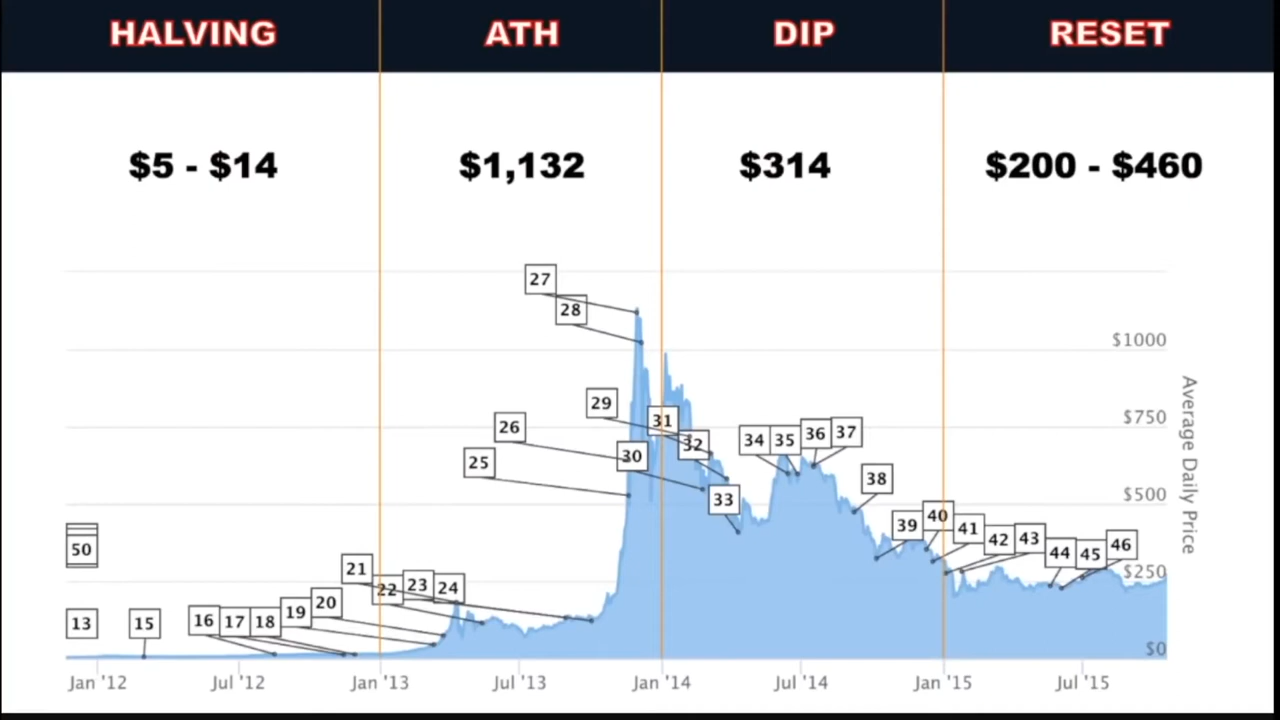 HALVING
ATH
DIP
RESET
$5 - $14
$1,132
$314
$200 - $460
27
28
$1000
29
31
$750
26
32
34
35
36
37
25
30
38
33
$500
39
40
41
42
43
44
45
46
50
21
22
23
24
$250
13
15
16
17
18
19
20
$0
Average Daily Price
Jan '12
Jul '12
Jan '13
Jul '13
Jan '14
Jul '14
Jan '15
Jul '15